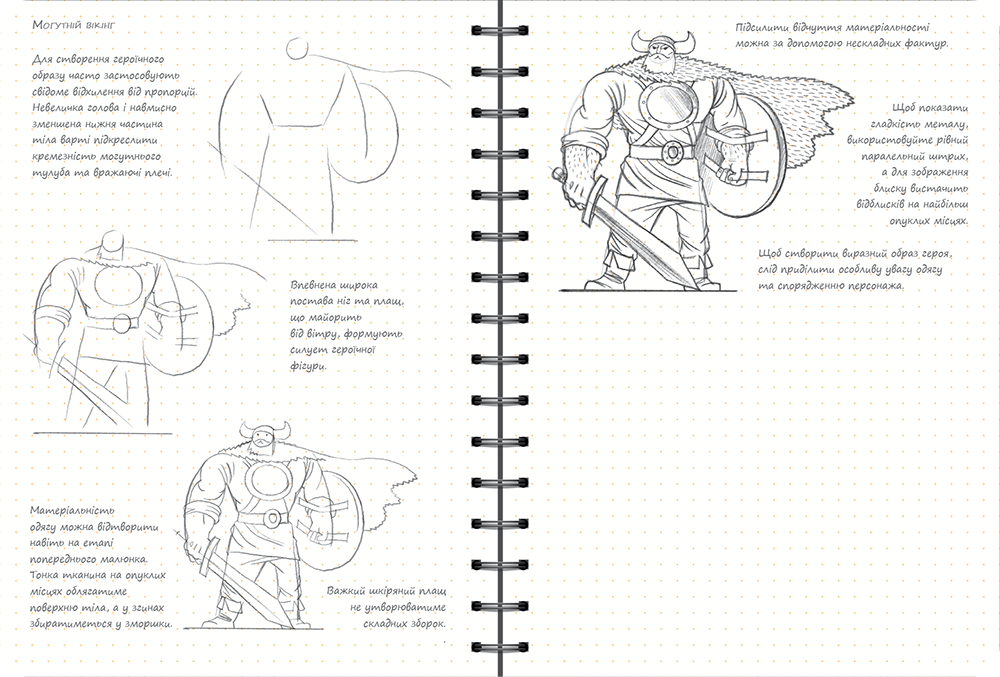 Могутній вікінг
Для створення героїчного
образу часто застосовують
свідоме відхилення від пропорцій.
Невеличка голова і навмисно
зменшена нижня частина
тіла варті підкреслити
кремезність могутнього
тулуба та вражаючі плечі.
Впевнена широка
постава ніг та плащ,
що майорить
від вітру, формують
силует героїчної
фігури.
Матеріальність
одягу можна відтворити
навіть на етапі
попереднього малюнка.
Тонка тканина на опуклих
місцях облягатиме
поверхню тіла, а у згинах
збиратиметься у зморшки.
Важкий шкіряний плащ
не утворюватиме
складних зборок.
Підсилити відчуття матеріальності
можна за допомогою нескладних фактур.
Щоб показати
гладкість металу,
використовуйте рівний
паралельний штрих,
а для зображення
блиску вистачить
відблисків на найбільш
опуклих місцях.
Щоб створити виразний образ героя,
слід приділити особливу увагу одягу
та спорядженню персонажа.